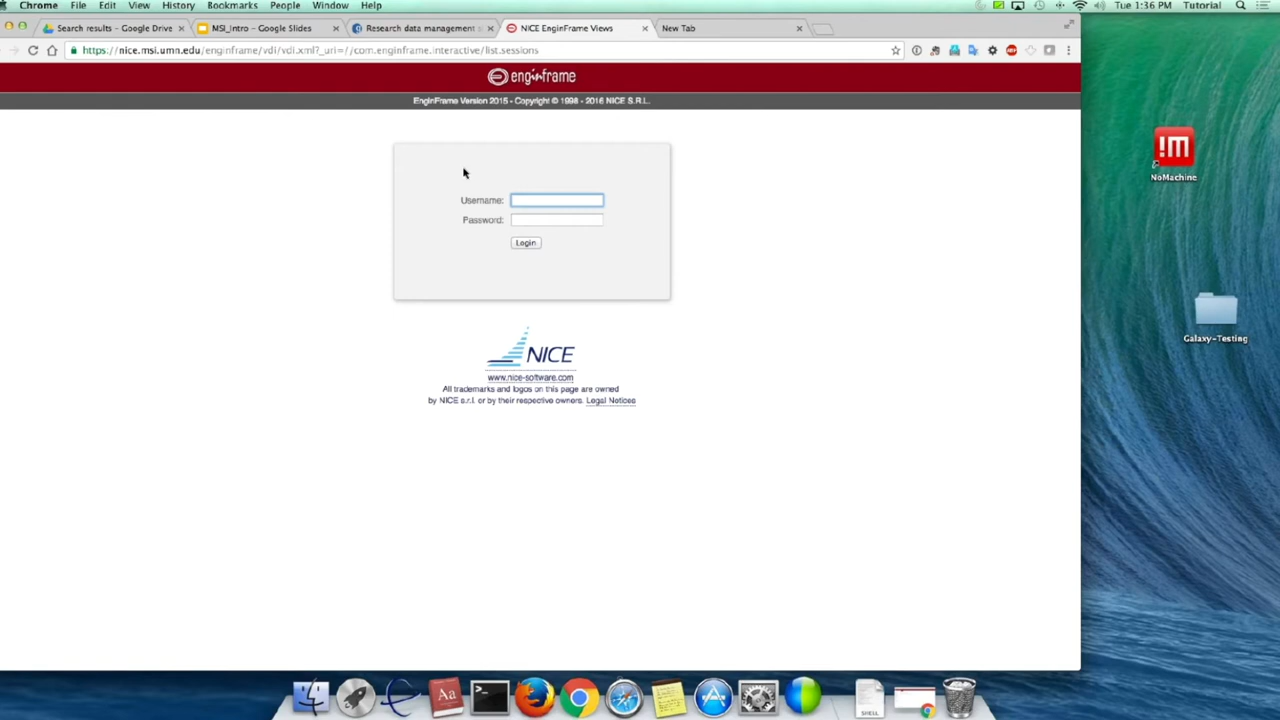 Chrome File Edit View History Bookmarks People Window Help Tue 1:36 PM Tutorial
Search results – Google Drive MSI_Intro – Google Slides Research data management NICE EnginFrame Views New Tab
https://nice.msi.umn.edu/enginframe/vdi/vdi.xml?_uri=//com.enginframe.interactive/list.sessions
enginframe
EnginFrame Version 2015 - Copyright © 1998 - 2016 NICE S.R.L.
!M
NoMachine
Username:
Password:
Login
Galaxy-Testing
NICE
www.nice-software.com
All trademarks and logos on this page are owned
by NICE s.r.l. or by their respective owners. Legal Notices
Aa
>_
SHELL